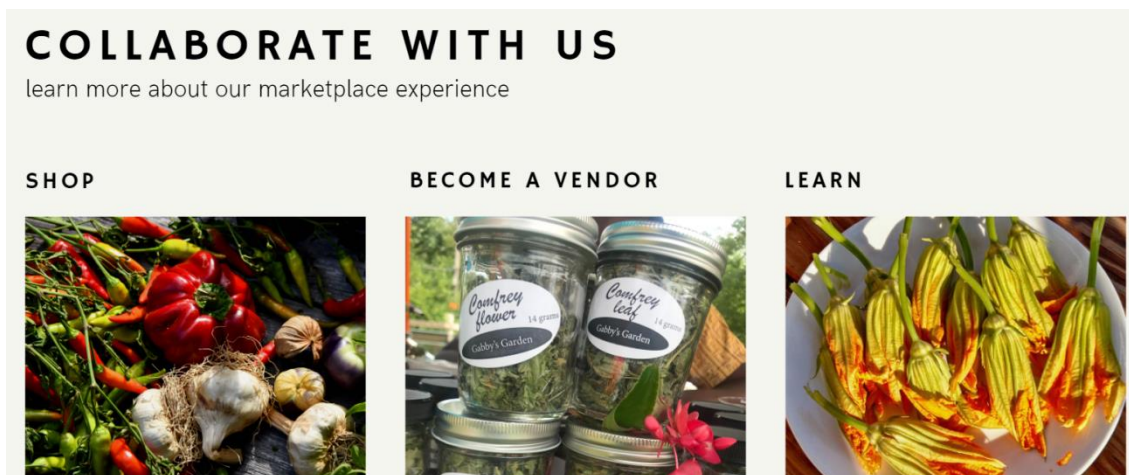 COLLABORATE WITH US
learn more about our marketplace experience
SHOP
BECOME A VENDOR
LEARN
Comfrey
flower
14 grams
Gabby's Garden
Comfrey
leaf
14 grams
Gabby's Garden